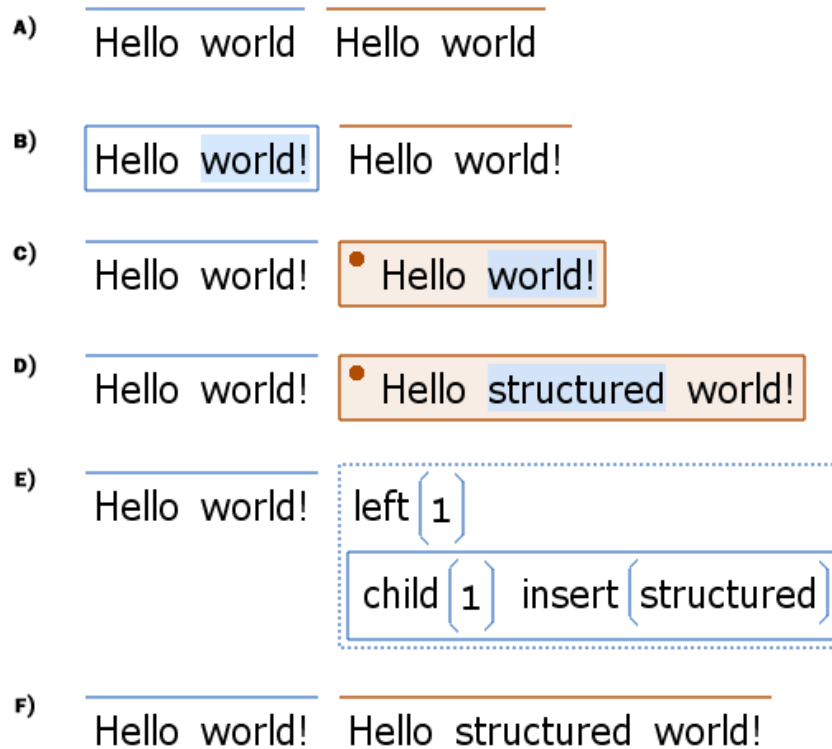 A) Hello world Hello world
B) Hello world! Hello world!
C) Hello world! Hello world!
D) Hello world! Hello structured world!
E) Hello world! left (1)
child (1) insert (structured)
F) Hello world! Hello structured world!